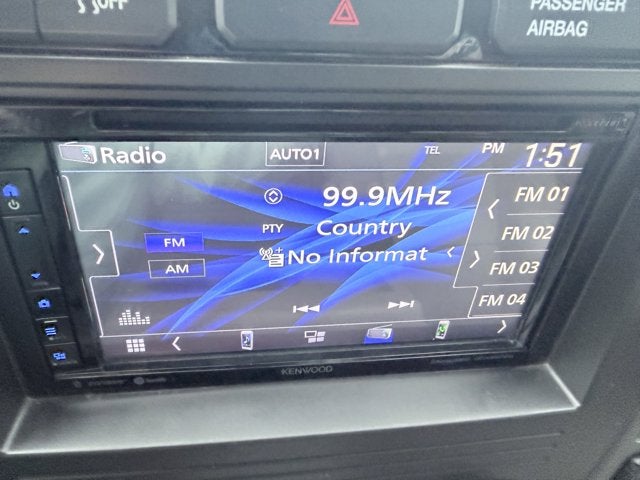 OFF
PASSENGER
AIRBAG
Radio
AUTO1
TEL
PM 1:51
99.9MHz
FM 01
PTY Country
FM 02
FM
No Informat
FM 03
AM
FM 04
KENWOOD